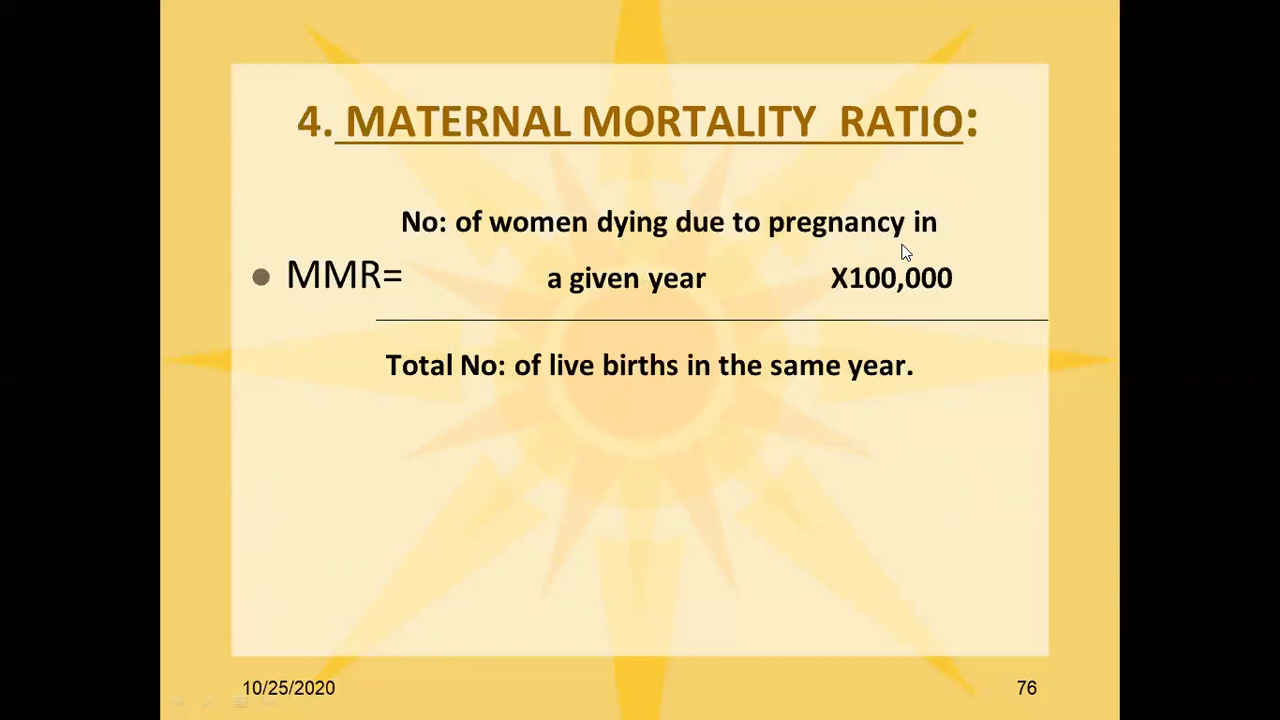 4. MATERNAL MORTALITY RATIO:
No: of women dying due to pregnancy in
MMR= a given year X100,000
Total No: of live births in the same year.
10/25/2020 76